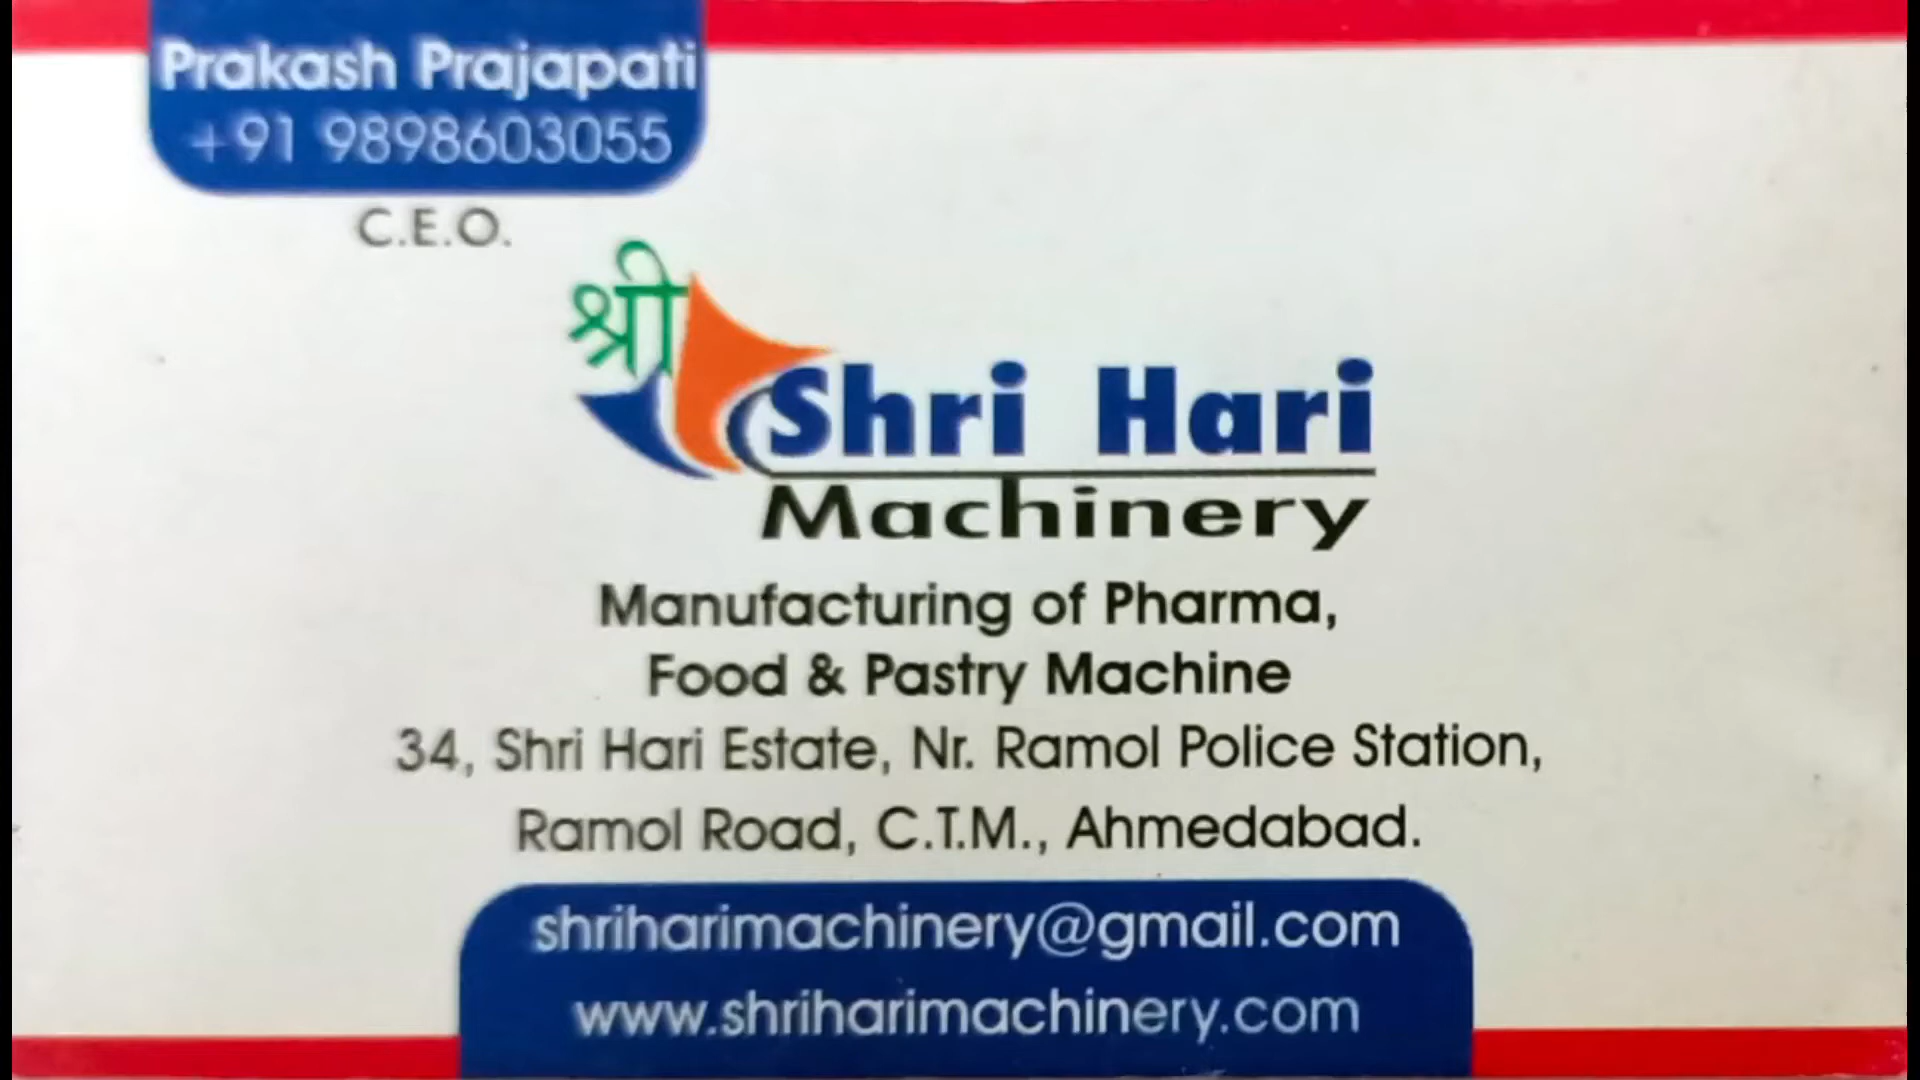 Prakash Prajapati
+91 9898603055
C.E.O.
श्री
Shri Hari
Machinery
Manufacturing of Pharma,
Food & Pastry Machine
34, Shri Hari Estate, Nr. Ramol Police Station,
Ramol Road, C.T.M., Ahmedabad.
shriharimachinery@gmail.com
www.shriharimachinery.com